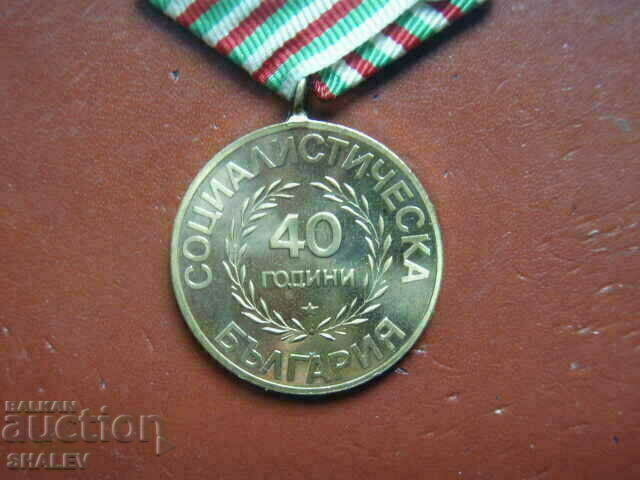 СОЦИАЛИСТИЧЕСКА
40
ГОДИНИ
БЪЛГАРИЯ
BALKAN
auction
SHALEV